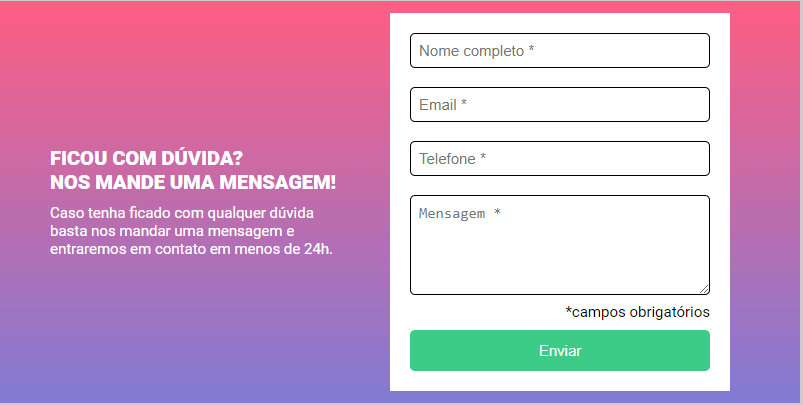 FICOU COM DÚVIDA?
NOS MANDE UMA MENSAGEM!
Caso tenha ficado com qualquer dúvida
basta nos mandar uma mensagem e
entraremos em contato em menos de 24h.
Nome completo *
Email *
Telefone *
Mensagem *
*campos obrigatórios
Enviar